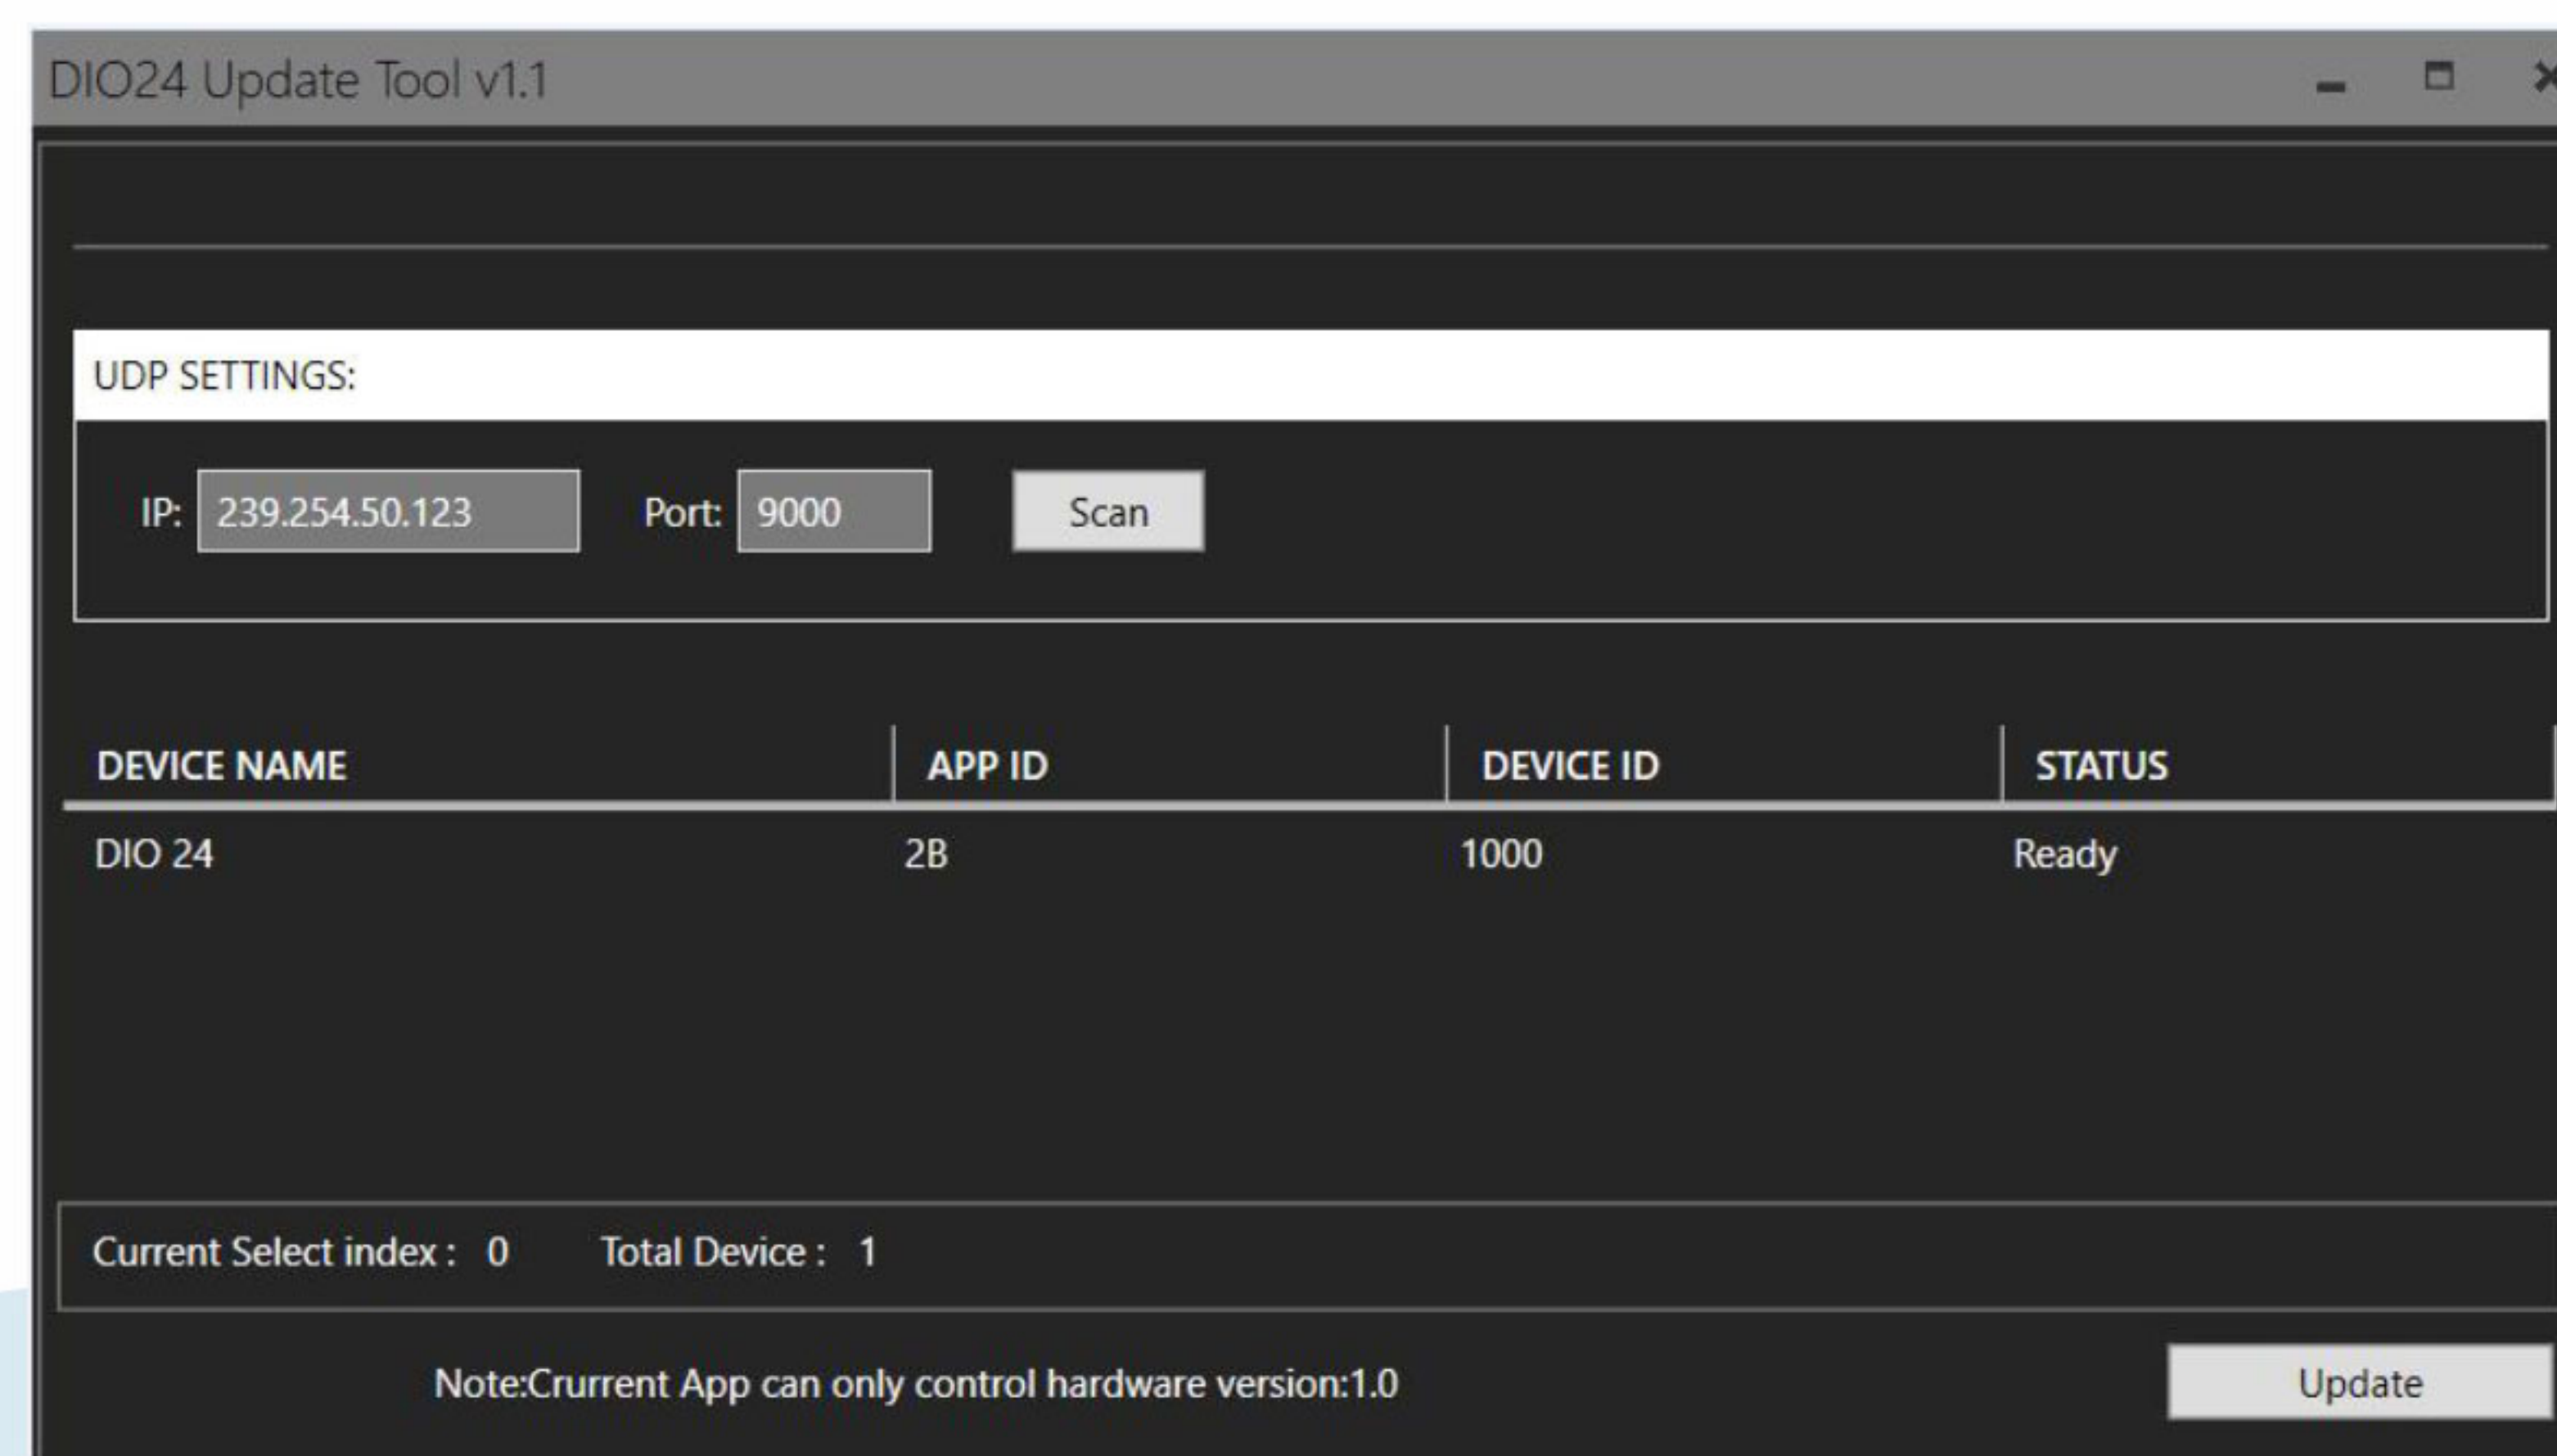 DIO24 Update Tool v1.1
UDP SETTINGS:
IP: 239.254.50.123 Port: 9000 Scan
DEVICE NAME APP ID DEVICE ID STATUS
DIO 24 2B 1000 Ready
Current Select index : 0 Total Device : 1
Note:Crurrent App can only control hardware version:1.0 Update